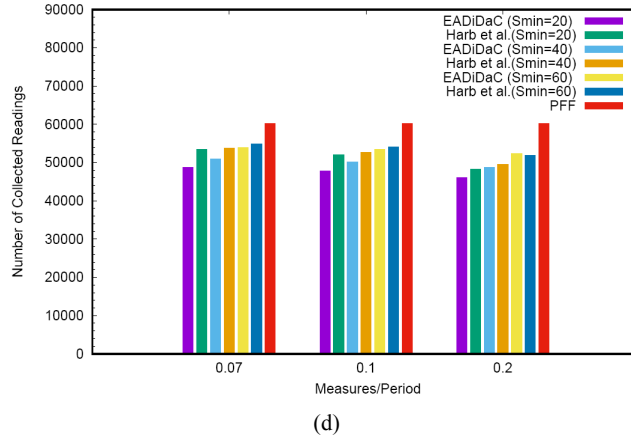 90000
80000
70000
60000
50000
40000
30000
20000
10000
0
Number of Collected Readings
EADiDaC (Smin=20)
Harb et al.(Smin=20)
EADiDaC (Smin=40)
Harb et al.(Smin=40)
EADiDaC (Smin=60)
Harb et al.(Smin=60)
PFF
0.07 0.1 0.2
Measures/Period
(d)